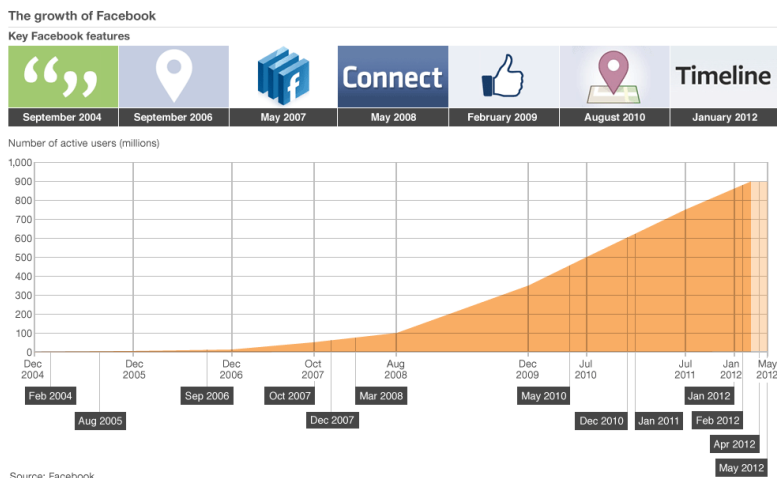 The growth of Facebook
Key Facebook features
“ ”
f
Connect
Timeline
September 2004 September 2006 May 2007 May 2008 February 2009 August 2010 January 2012
Number of active users (millions)
1,000
900
800
700
600
500
400
300
200
100
0
Dec Dec Dec Oct Aug Dec Jul Jul Jan May
2004 2005 2006 2007 2008 2009 2010 2011 2012 2012
Feb 2004 Sep 2006 Oct 2007 Mar 2008 May 2010 Jan 2012
Aug 2005 Dec 2007 Dec 2010 Jan 2011 Feb 2012
Apr 2012
May 2012
Source: Facebook